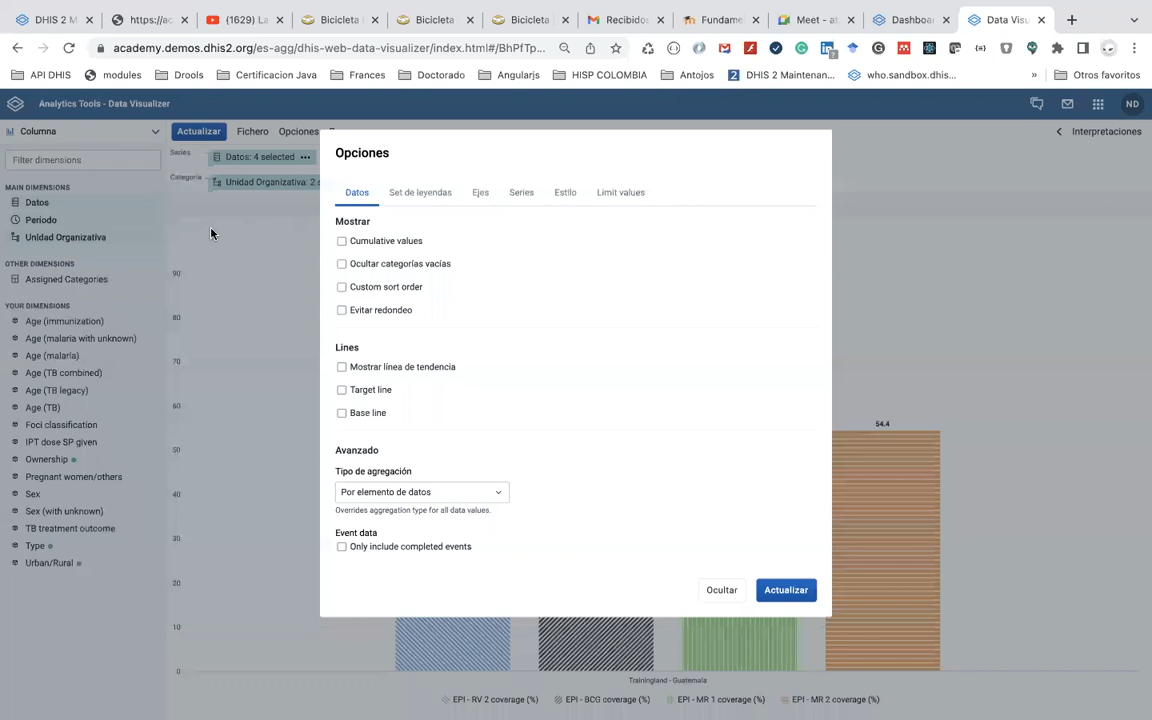 DHIS 2 M
https://ac
(1629) La
Bicicleta
Bicicleta
Bicicleta
Recibidos
Fundame
Meet - at
Dashboar
Data Visu
academy.demos.dhis2.org/es-agg/dhis-web-data-visualizer/index.html#/BhPfTp...
API DHIS
modules
Drools
Certificacion Java
Frances
Doctorado
Angularjs
HISP COLOMBIA
Antojos
DHIS 2 Maintenan...
who.sandbox.dhis...
»
Otros favoritos
Analytics Tools - Data Visualizer
ND
Columna
Actualizar
Fichero
Opciones
Interpretaciones
Filter dimensions
Series
Datos: 4 selected
Categoría
Unidad Organizativa: 2 s
MAIN DIMENSIONS
Datos
Periodo
Unidad Organizativa
OTHER DIMENSIONS
Assigned Categories
YOUR DIMENSIONS
Age (immunization)
Age (malaria with unknown)
Age (malaria)
Age (TB combined)
Age (TB legacy)
Age (TB)
Foci classification
IPT dose SP given
Ownership
Pregnant women/others
Sex
Sex (with unknown)
TB treatment outcome
Type
Urban/Rural
Opciones
Datos
Set de leyendas
Ejes
Series
Estilo
Limit values
Mostrar
Cumulative values
Ocultar categorías vacías
Custom sort order
Evitar redondeo
Lines
Mostrar línea de tendencia
Target line
Base line
Avanzado
Tipo de agregación
Por elemento de datos
Overrides aggregation type for all data values.
Event data
Only include completed events
Ocultar
Actualizar
90
80
70
60
50
40
30
20
10
0
54.4
Trainingland - Guatemala
EPI - RV 2 coverage (%)
EPI - BCG coverage (%)
EPI - MR 1 coverage (%)
EPI - MR 2 coverage (%)